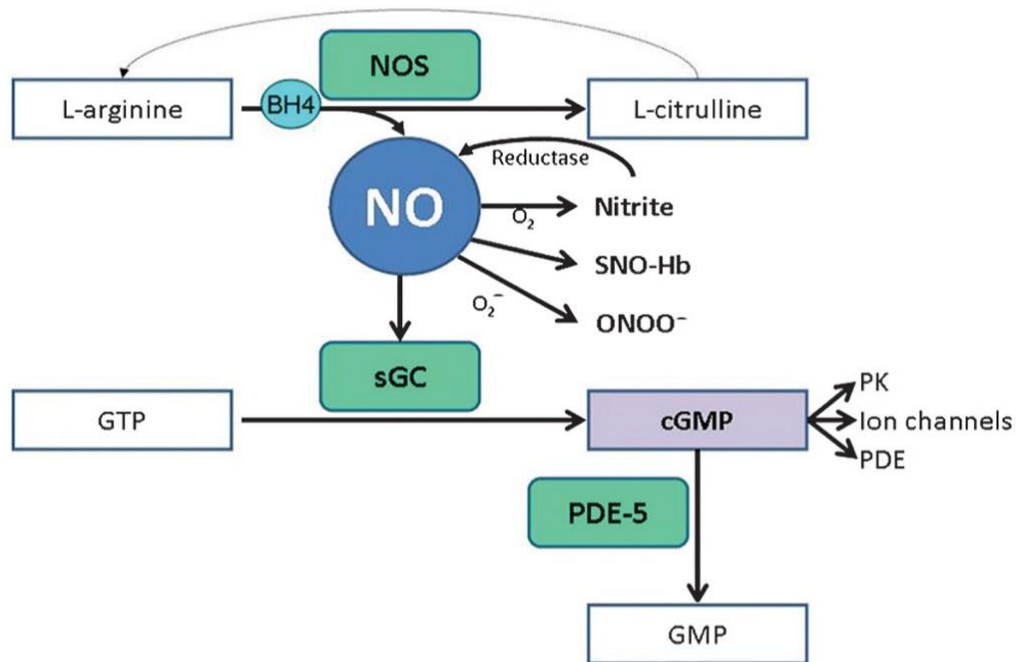 NOS
L-arginine
BH4
L-citrulline
Reductase
NO
O₂
Nitrite
SNO-Hb
O₂⁻
ONOO⁻
sGC
GTP
cGMP
PK
Ion channels
PDE
PDE-5
GMP